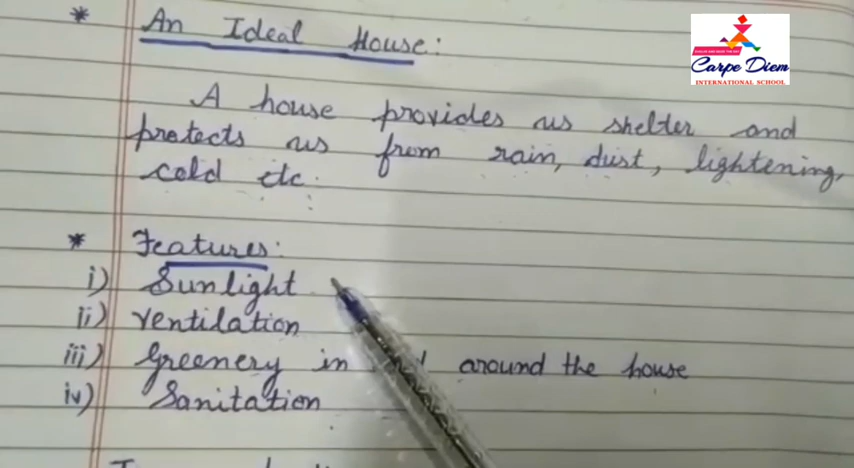 * An Ideal House:
A house provides us shelter and
protects us from rain, dust, lightening,
cold etc.
* Features:
i) Sunlight
ii) Ventilation
iii) Greenery in around the house
iv) Sanitation
Carpe Diem
INTERNATIONAL SCHOOL